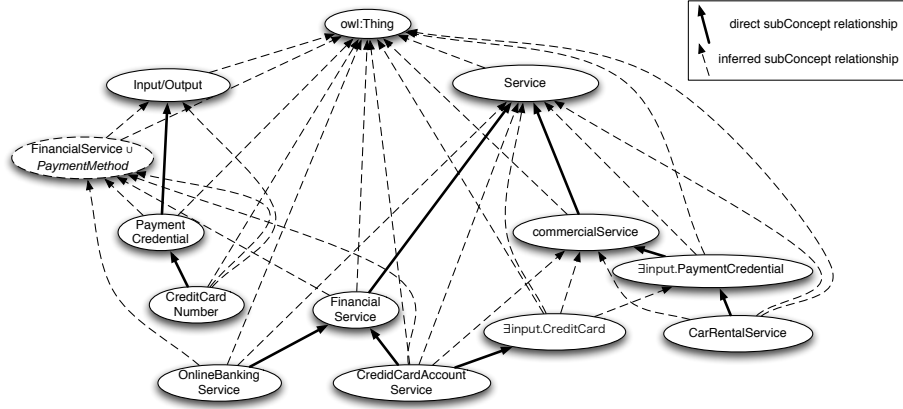 owl:Thing
direct subConcept relationship
inferred subConcept relationship
Input/Output
Service
FinancialService ∪
PaymentMethod
Payment
Credential
commercialService
∃input.PaymentCredential
CreditCard
Number
Financial
Service
∃input.CreditCard
CarRentalService
OnlineBanking
Service
CredidCardAccount
Service